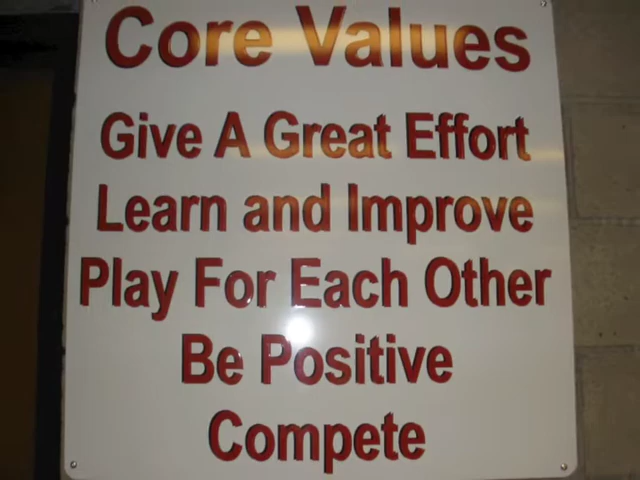 Core Values
Give A Great Effort
Learn and Improve
Play For Each Other
Be Positive
Compete